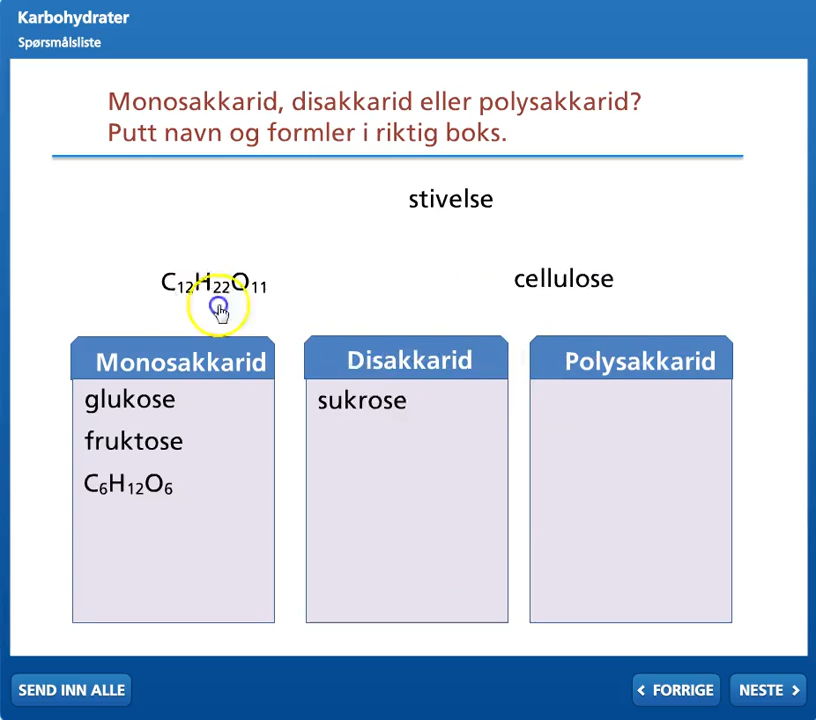 Karbohydrater
Spørsmålsliste
Monosakkarid, disakkarid eller polysakkarid?
Putt navn og formler i riktig boks.
stivelse
C₁₂H₂₂O₁₁
cellulose
Monosakkarid
Disakkarid
Polysakkarid
glukose
sukrose
fruktose
C₆H₁₂O₆
SEND INN ALLE
FORRIGE
NESTE